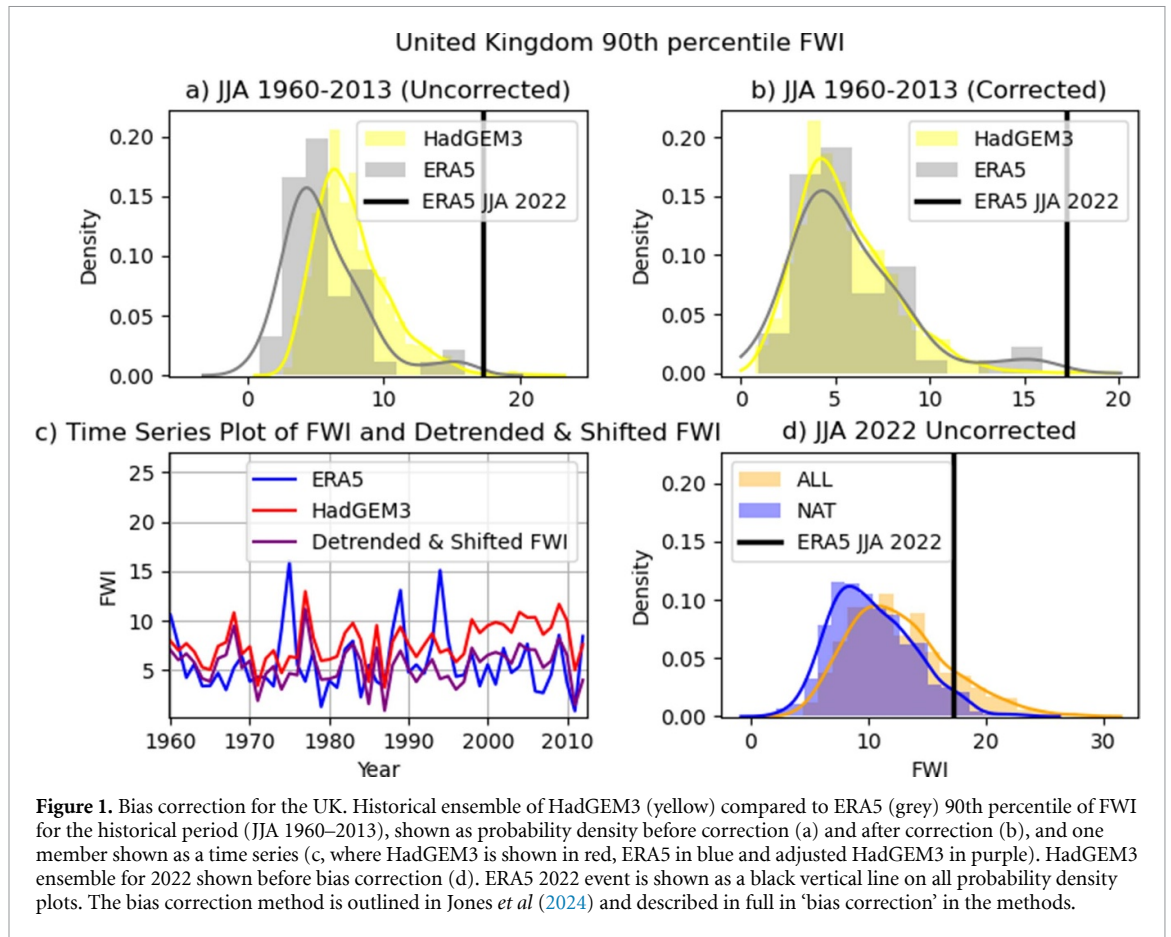 United Kingdom 90th percentile FWI
a) JJA 1960-2013 (Uncorrected)
Density
0.20
0.15
0.10
0.05
0.00
0
10
20
HadGEM3
ERA5
ERA5 JJA 2022
b) JJA 1960-2013 (Corrected)
Density
0.20
0.15
0.10
0.05
0.00
0
5
10
15
20
HadGEM3
ERA5
ERA5 JJA 2022
c) Time Series Plot of FWI and Detrended & Shifted FWI
FWI
25
20
15
10
5
1960
1970
1980
1990
2000
2010
Year
ERA5
HadGEM3
Detrended & Shifted FWI
d) JJA 2022 Uncorrected
Density
0.20
0.15
0.10
0.05
0.00
0
10
20
30
FWI
ALL
NAT
ERA5 JJA 2022
Figure 1. Bias correction for the UK. Historical ensemble of HadGEM3 (yellow) compared to ERA5 (grey) 90th percentile of FWI
for the historical period (JJA 1960–2013), shown as probability density before correction (a) and after correction (b), and one
member shown as a time series (c, where HadGEM3 is shown in red, ERA5 in blue and adjusted HadGEM3 in purple). HadGEM3
ensemble for 2022 shown before bias correction (d). ERA5 2022 event is shown as a black vertical line on all probability density
plots. The bias correction method is outlined in Jones et al (2024) and described in full in ‘bias correction’ in the methods.